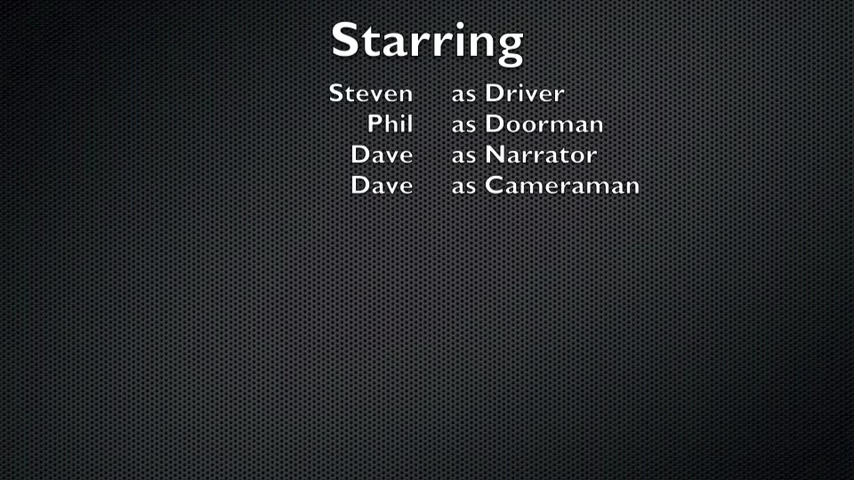 Starring
Steven as Driver
Phil as Doorman
Dave as Narrator
Dave as Cameraman